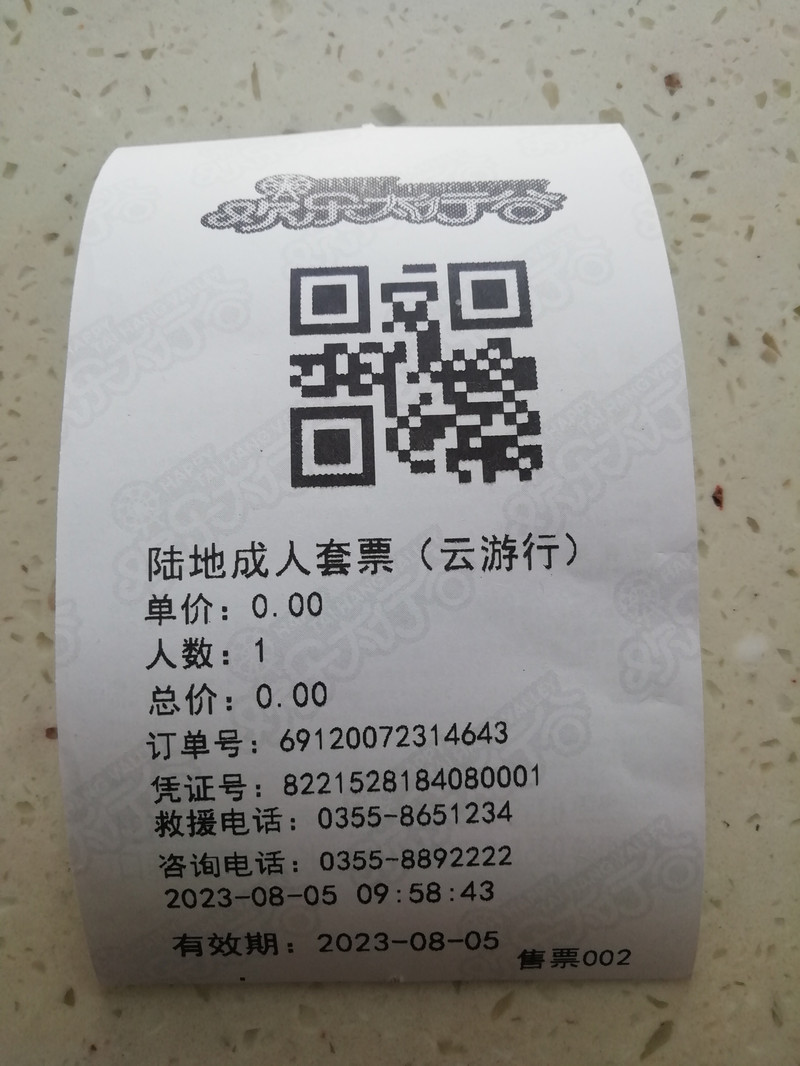 欢乐太行谷
陆地成人套票（云游行）
单价：0.00
人数：1
总价：0.00
订单号：69120072314643
凭证号：8221528184080001
救援电话：0355-8651234
咨询电话：0355-8892222
2023-08-05 09:58:43
有效期：2023-08-05
售票002